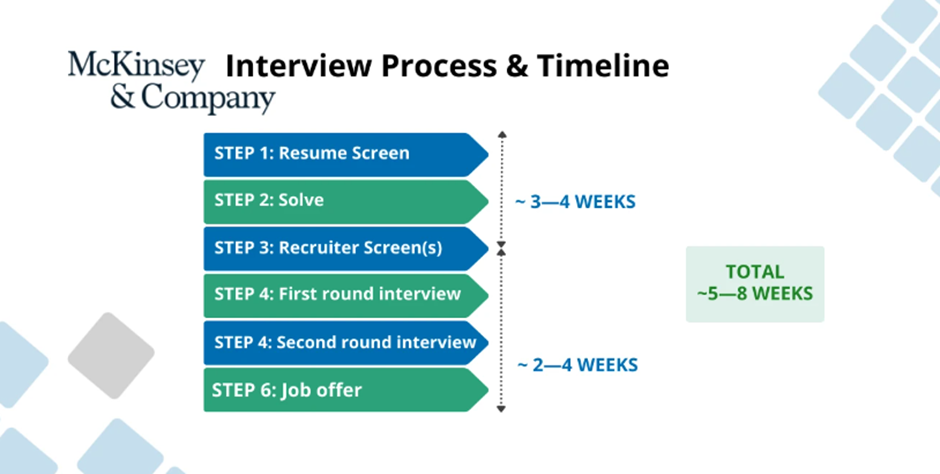 McKinsey
& Company
Interview Process & Timeline
STEP 1: Resume Screen
STEP 2: Solve
~ 3—4 WEEKS
STEP 3: Recruiter Screen(s)
STEP 4: First round interview
TOTAL
~5—8 WEEKS
STEP 4: Second round interview
~ 2—4 WEEKS
STEP 6: Job offer